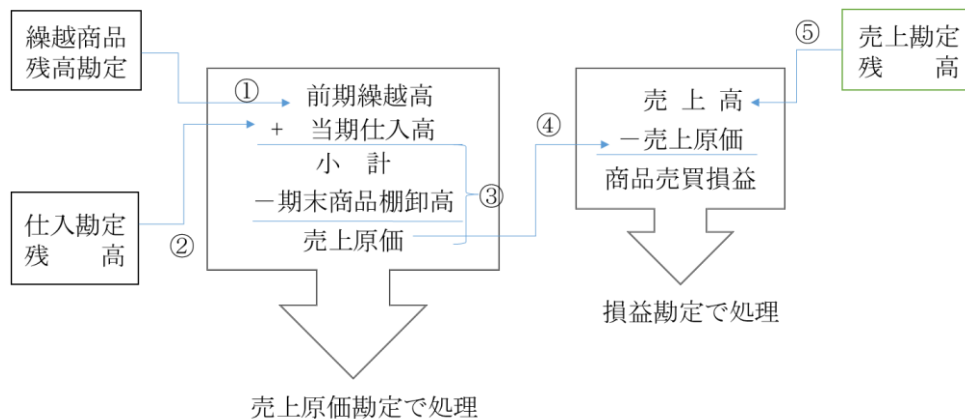 繰越商品
残高勘定
①
前期繰越高
+ 当期仕入高
小 計
－期末商品棚卸高
売上原価
③
仕入勘定
残 高
②
売上原価勘定で処理
④
売 上 高
－売上原価
商品売買損益
損益勘定で処理
⑤
売上勘定
残 高